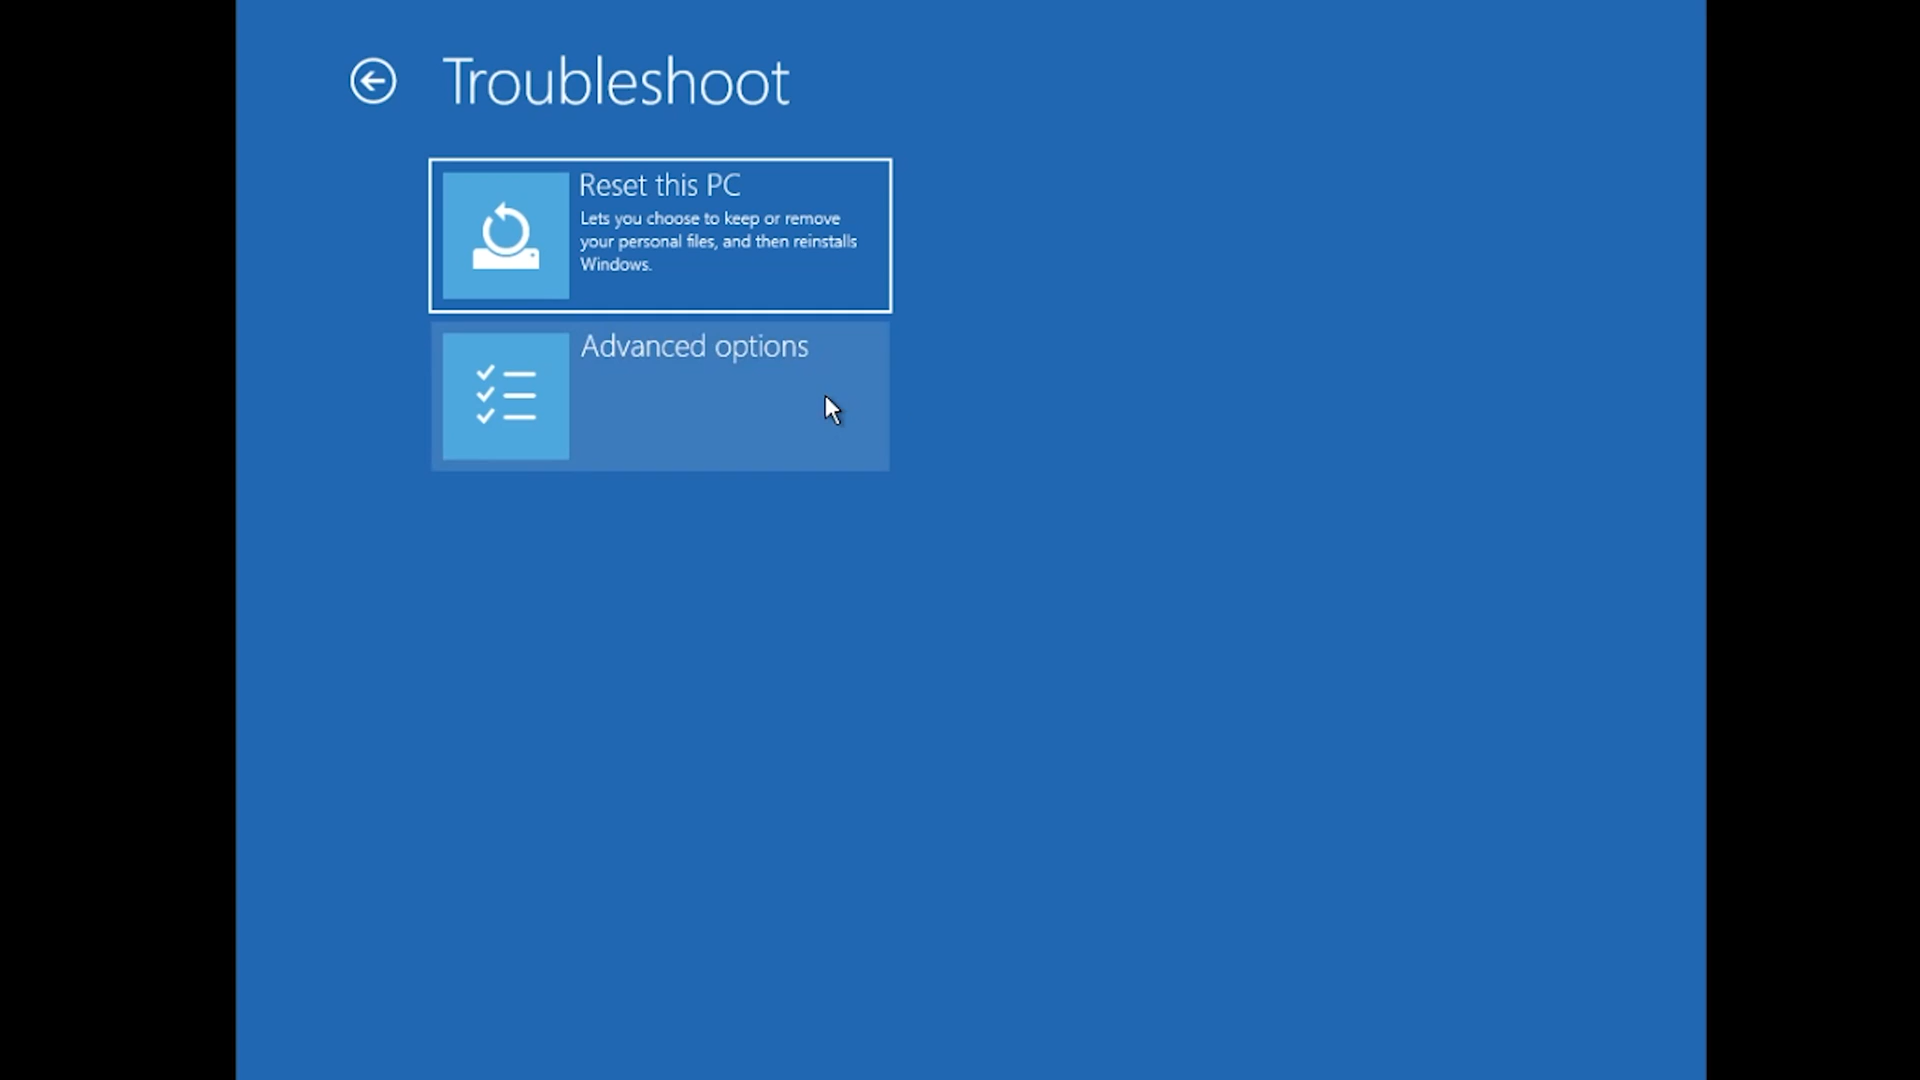 Troubleshoot
Reset this PC
Lets you choose to keep or remove
your personal files, and then reinstalls
Windows.
Advanced options